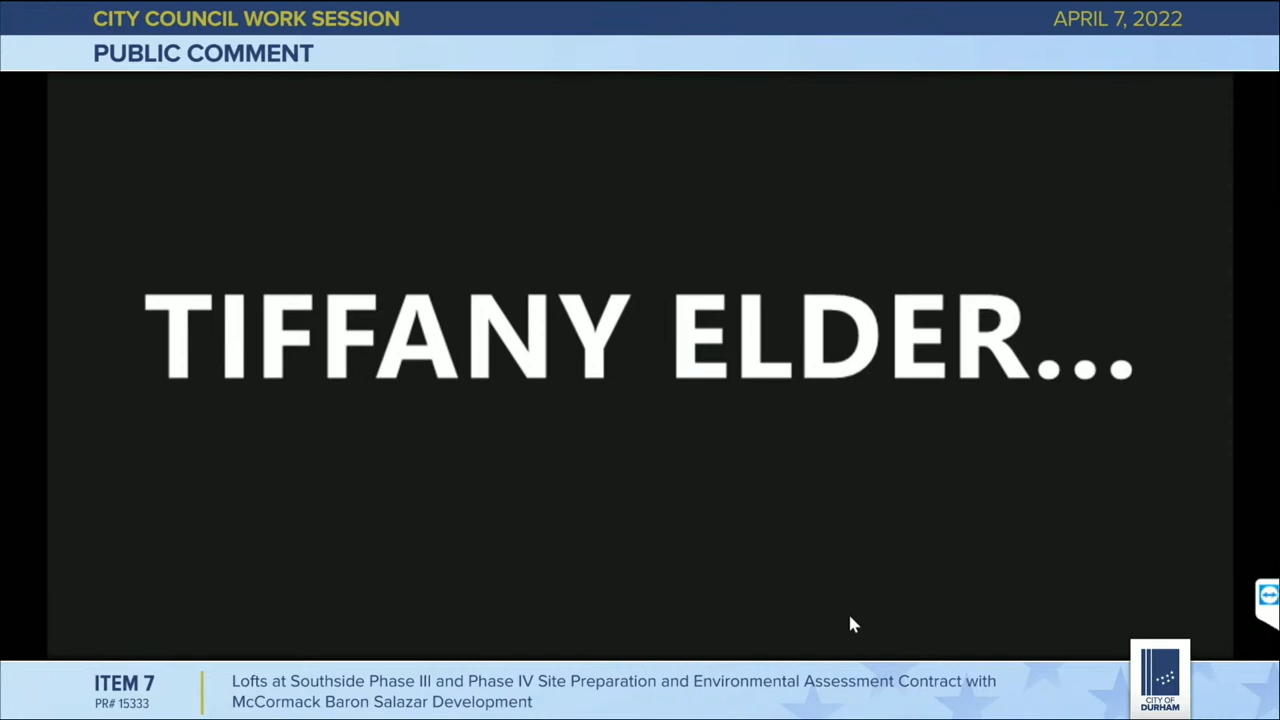 CITY COUNCIL WORK SESSION
APRIL 7, 2022
PUBLIC COMMENT
TIFFANY ELDER...
ITEM 7
PR# 15333
Lofts at Southside Phase III and Phase IV Site Preparation and Environmental Assessment Contract with
McCormack Baron Salazar Development
CITY OF
DURHAM